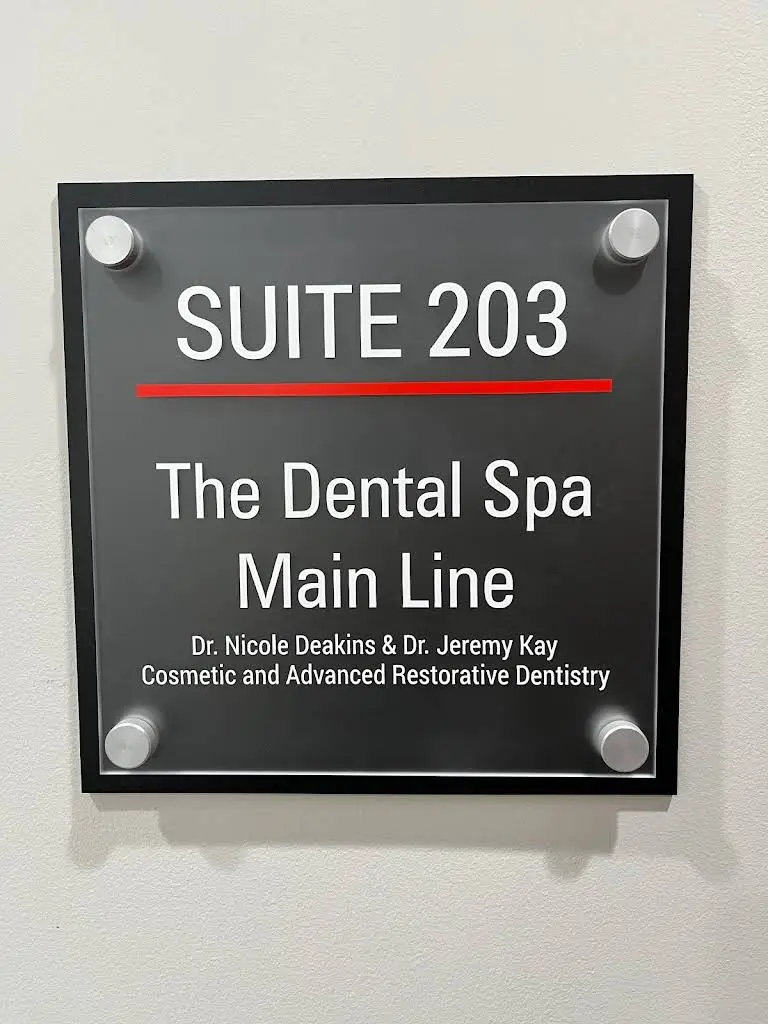 SUITE 203
The Dental Spa
Main Line
Dr. Nicole Deakins & Dr. Jeremy Kay
Cosmetic and Advanced Restorative Dentistry